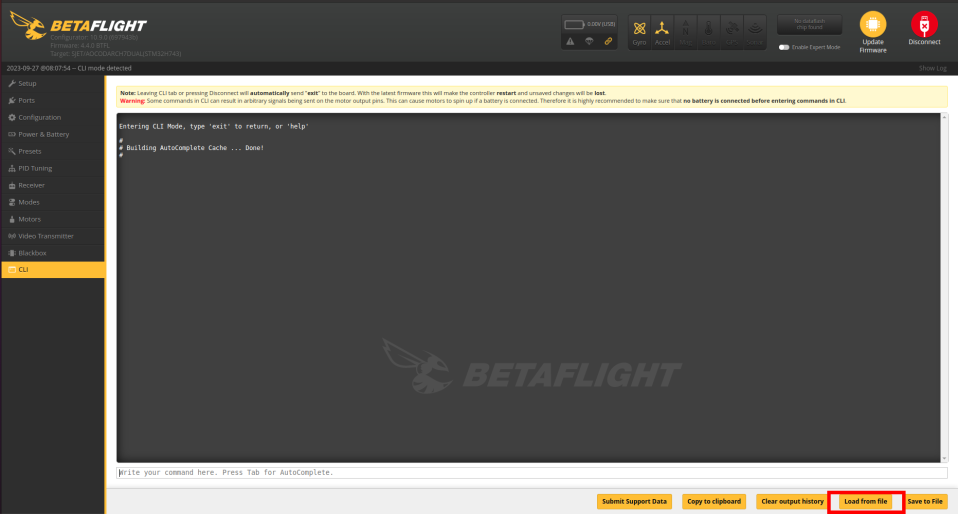 BETAFLIGHT
Configurator: 10.9.0 (e37943dc)
Firmware: 4.4.0 BTFL
Target: SJET/AOCODARCH7DUAL(STM32H743)
0.00V (USB)
Gyro
Accel
No dataflash
chip found
Enable Expert Mode
Update
Firmware
Disconnect
2023-09-27 @08:07:54 -- CLI mode detected
Show Log
Setup
Ports
Configuration
Power & Battery
Presets
PID Tuning
Receiver
Modes
Motors
Video Transmitter
Blackbox
CLI
Note: Leaving CLI tab or pressing Disconnect will automatically send "exit" to the board. With the latest firmware this will make the controller restart and unsaved changes will be lost.
Warning: Some commands in CLI can result in arbitrary signals being sent on the motor output pins. This can cause motors to spin up if a battery is connected. Therefore it is highly recommended to make sure that no battery is connected before entering commands in CLI.
Entering CLI Mode, type 'exit' to return, or 'help'
#
# Building AutoComplete Cache ... Done!
#
BETAFLIGHT
Write your command here. Press Tab for AutoComplete.
Submit Support Data
Copy to clipboard
Clear output history
Load from file
Save to File